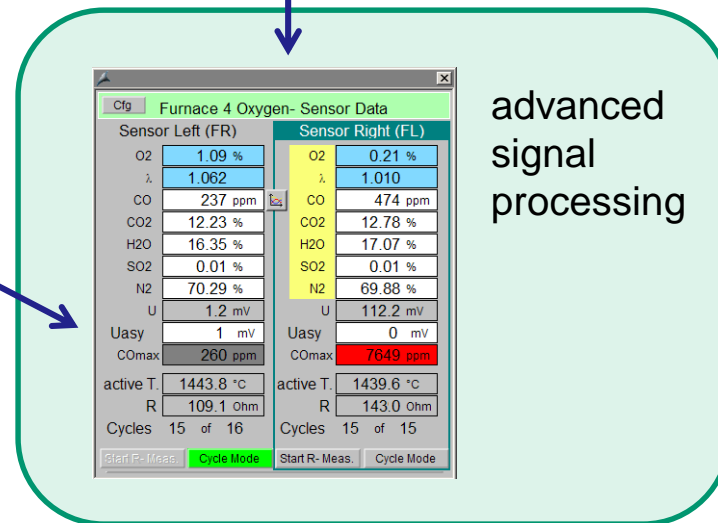 Cfg Furnace 4 Oxygen- Sensor Data
Sensor Left (FR) Sensor Right (FL)
O2 1.09 % O2 0.21 %
λ 1.062 λ 1.010
CO 237 ppm CO 474 ppm
CO2 12.23 % CO2 12.78 %
H2O 16.35 % H2O 17.07 %
SO2 0.01 % SO2 0.01 %
N2 70.29 % N2 69.88 %
U 1.2 mV U 112.2 mV
Uasy 1 mV Uasy 0 mV
COmax 260 ppm COmax 7649 ppm
active T. 1443.8 °C active T. 1439.6 °C
R 109.1 Ohm R 143.0 Ohm
Cycles 15 of 16 Cycles 15 of 15
Start R- Meas. Cycle Mode Start R- Meas. Cycle Mode
advanced
signal
processing